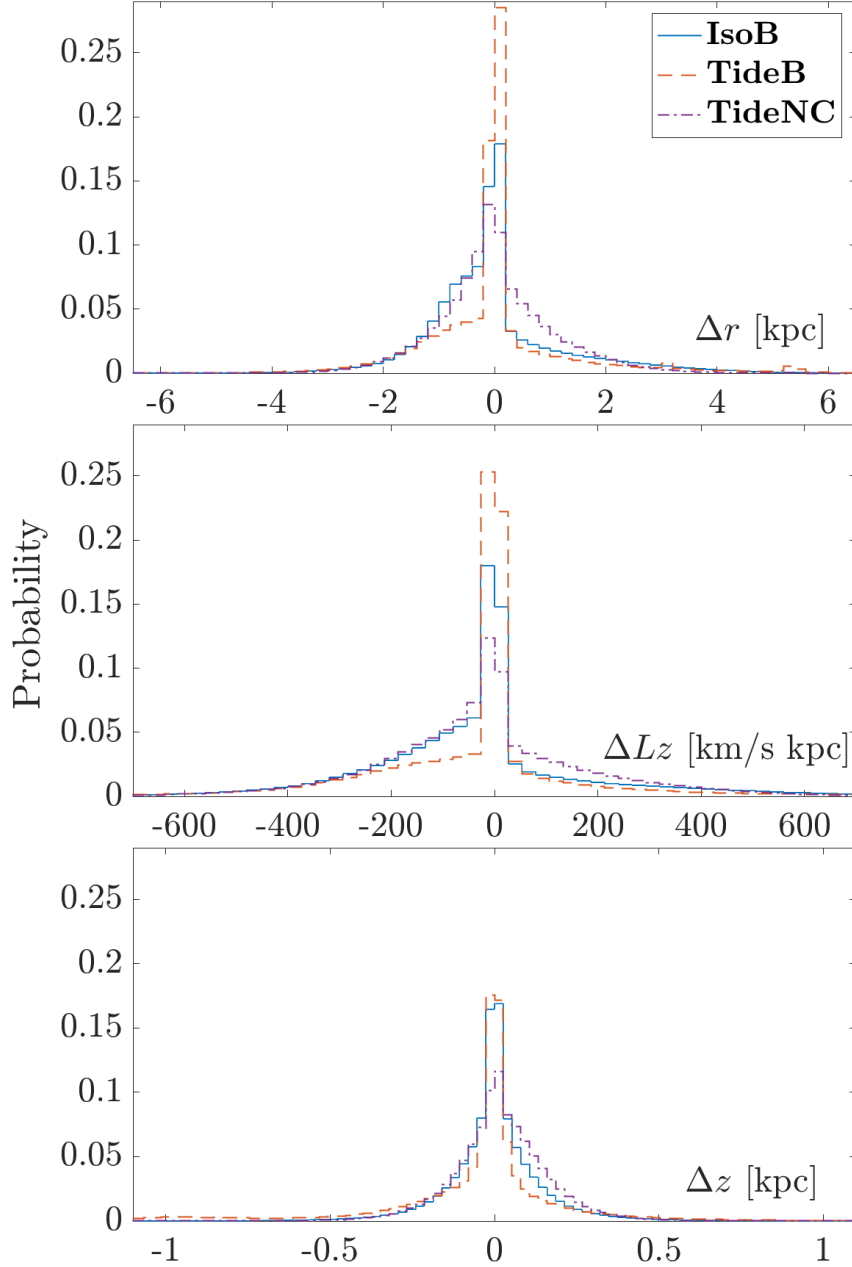 IsoB
TideB
TideNC
0.25
0.2
0.15
0.1
0.05
0
Δr [kpc]
-6 -4 -2 0 2 4 6
0.25
0.2
0.15
0.1
0.05
0
ΔLz [km/s kpc]
-600 -400 -200 0 200 400 600
Probability
0.25
0.2
0.15
0.1
0.05
0
Δz [kpc]
-1 -0.5 0 0.5 1